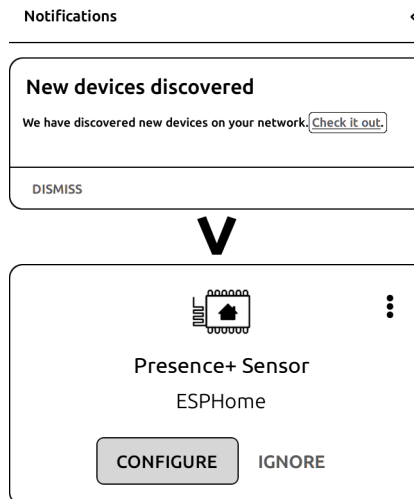 Notifications
New devices discovered
We have discovered new devices on your network. Check it out.
DISMISS
Presence+ Sensor
ESPHome
CONFIGURE IGNORE